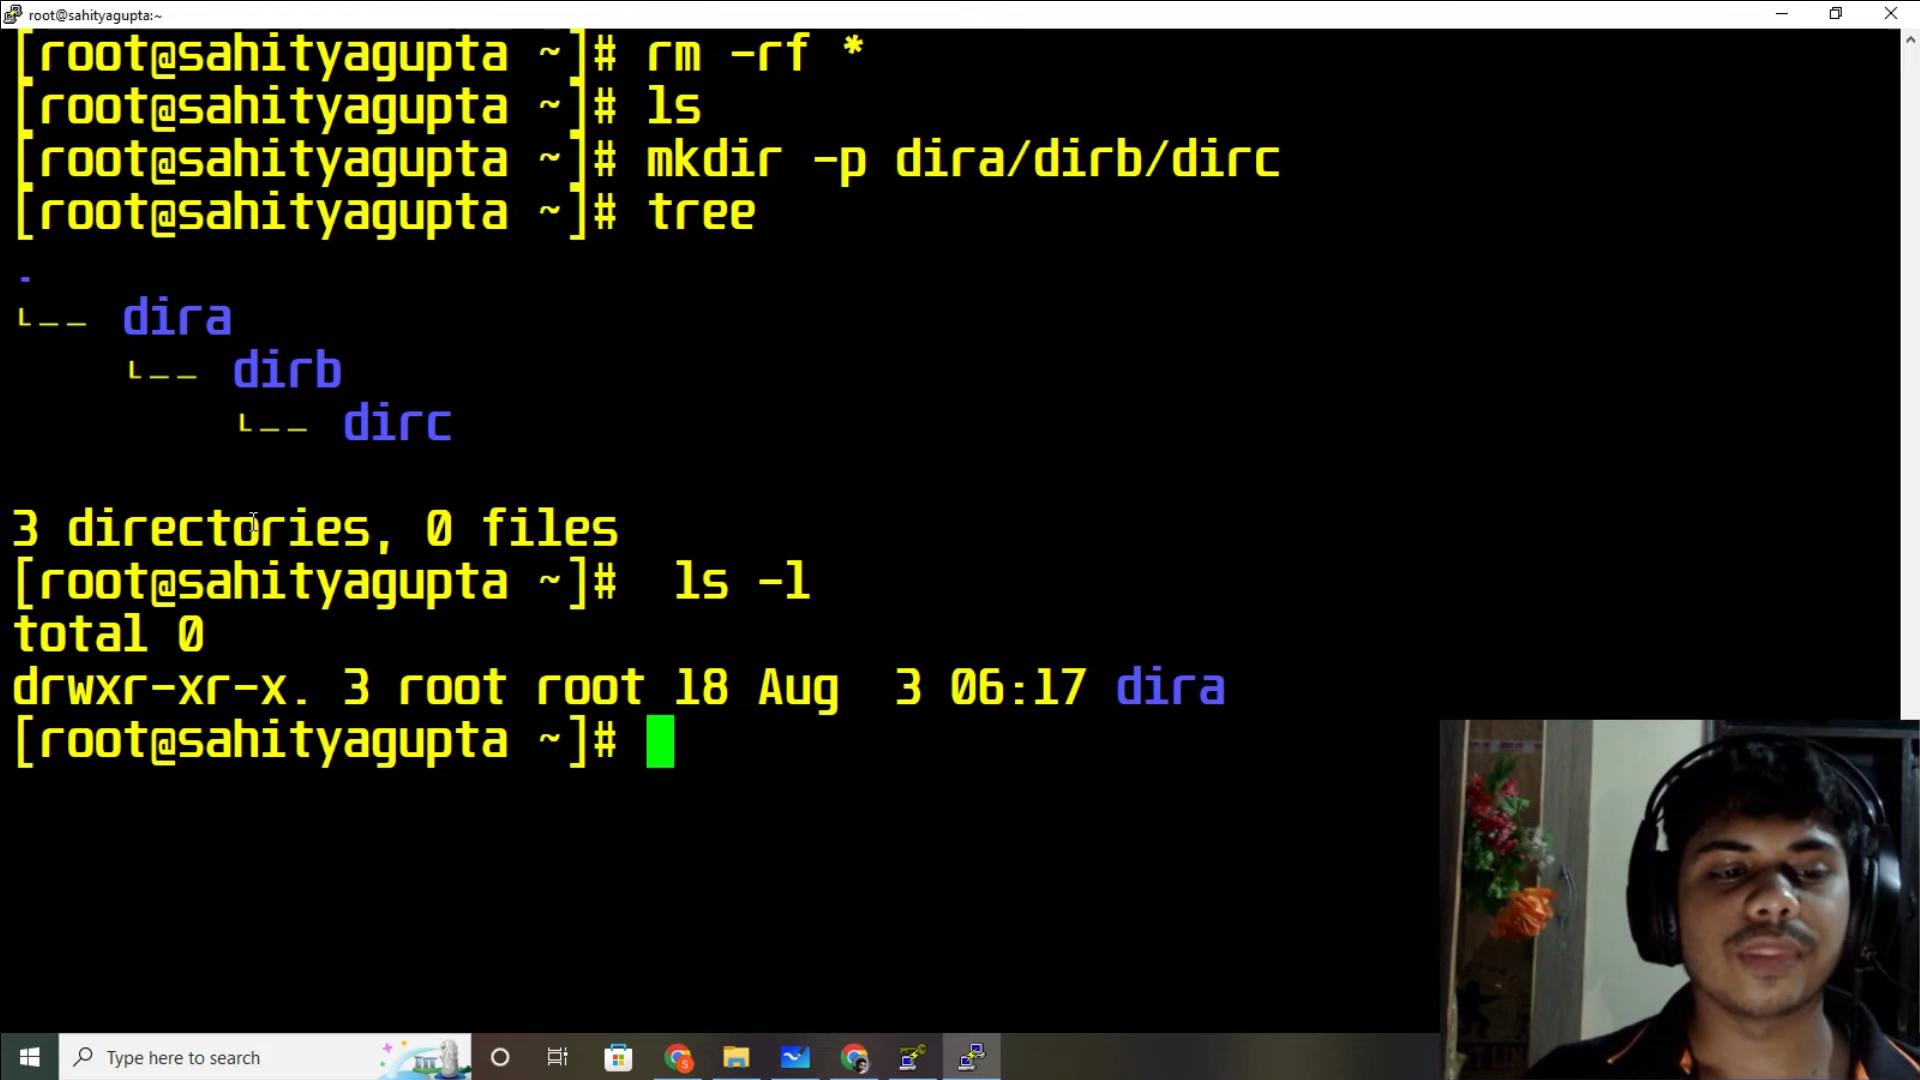 root@sahityagupta:~
[root@sahityagupta ~]# rm -rf *
[root@sahityagupta ~]# ls
[root@sahityagupta ~]# mkdir -p dira/dirb/dirc
[root@sahityagupta ~]# tree
.
└── dira
    └── dirb
        └── dirc
3 directories, 0 files
[root@sahityagupta ~]#  ls -l
total 0
drwxr-xr-x. 3 root root 18 Aug  3 06:17 dira
[root@sahityagupta ~]#
Type here to search